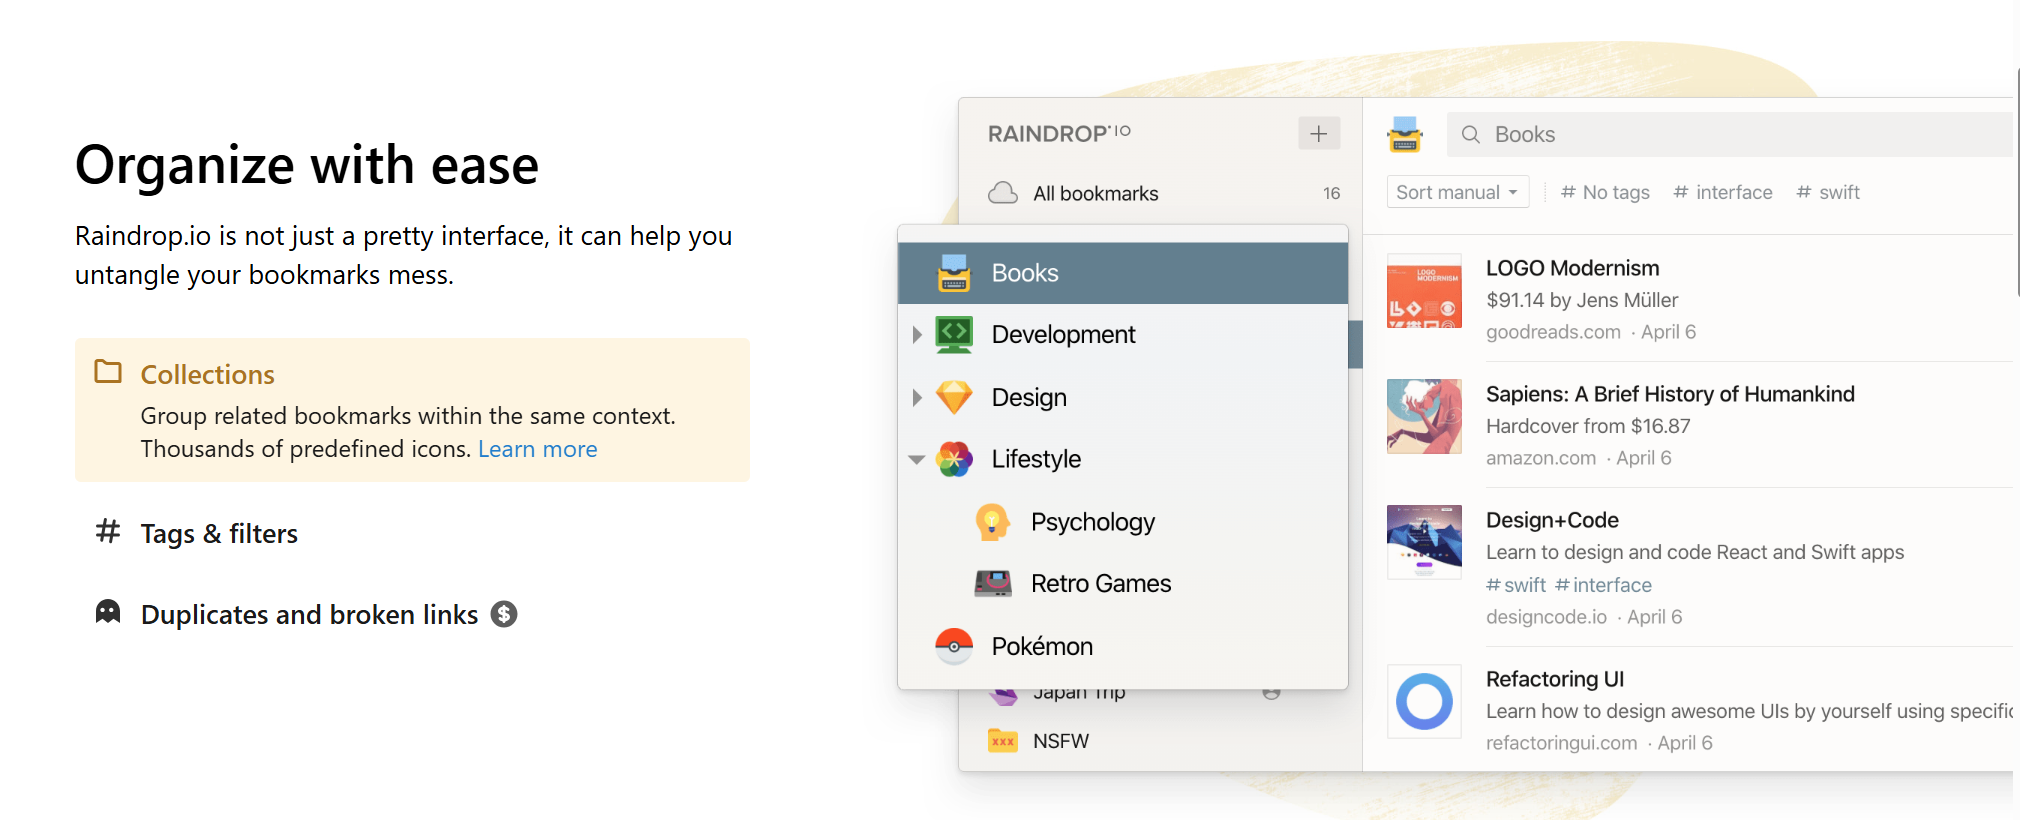 Organize with ease
Raindrop.io is not just a pretty interface, it can help you
untangle your bookmarks mess.
Collections
Group related bookmarks within the same context.
Thousands of predefined icons. Learn more
# Tags & filters
Duplicates and broken links $
RAINDROP.IO
+
All bookmarks 16
Books
Development
Design
Lifestyle
Psychology
Retro Games
Pokémon
Japan Trip
xxx NSFW
Books
Sort manual # No tags # interface # swift
LOGO MODERNISM
LOGO Modernism
$91.14 by Jens Müller
goodreads.com · April 6
Sapiens: A Brief History of Humankind
Hardcover from $16.87
amazon.com · April 6
Design+Code
Learn to design and code React and Swift apps
#swift #interface
designcode.io · April 6
Refactoring UI
Learn how to design awesome UIs by yourself using specific
refactoringui.com · April 6